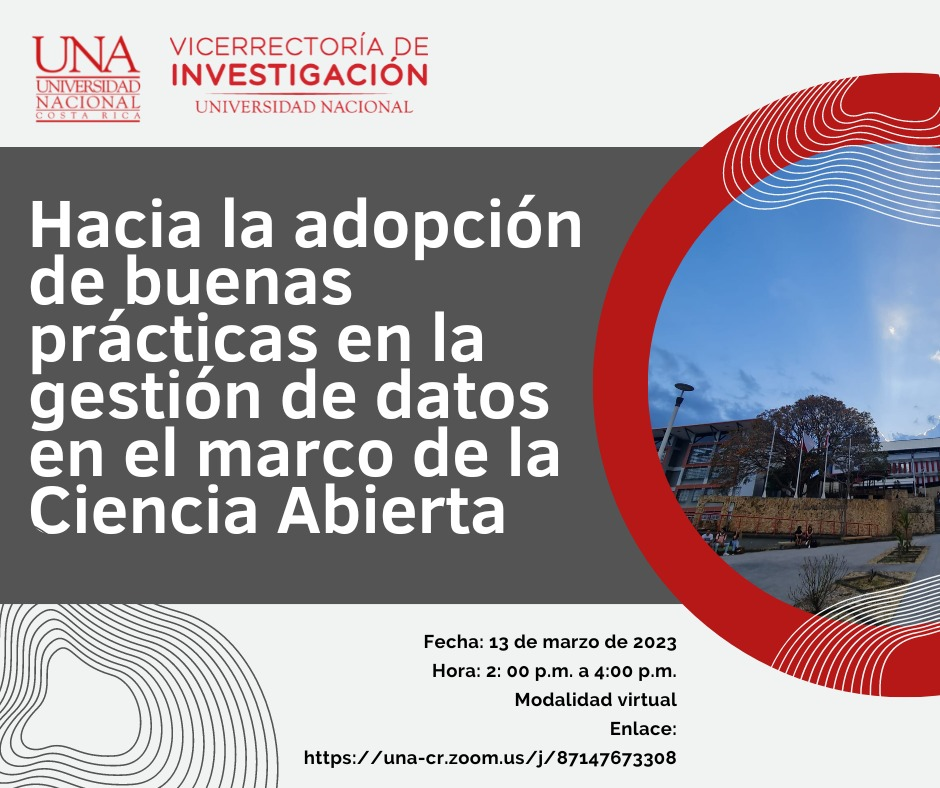 UNA
UNIVERSIDAD
NACIONAL
COSTA RICA
VICERRECTORÍA DE
INVESTIGACIÓN
UNIVERSIDAD NACIONAL
Hacia la adopción
de buenas
prácticas en la
gestión de datos
en el marco de la
Ciencia Abierta
Fecha: 13 de marzo de 2023
Hora: 2: 00 p.m. a 4:00 p.m.
Modalidad virtual
Enlace:
https://una-cr.zoom.us/j/87147673308